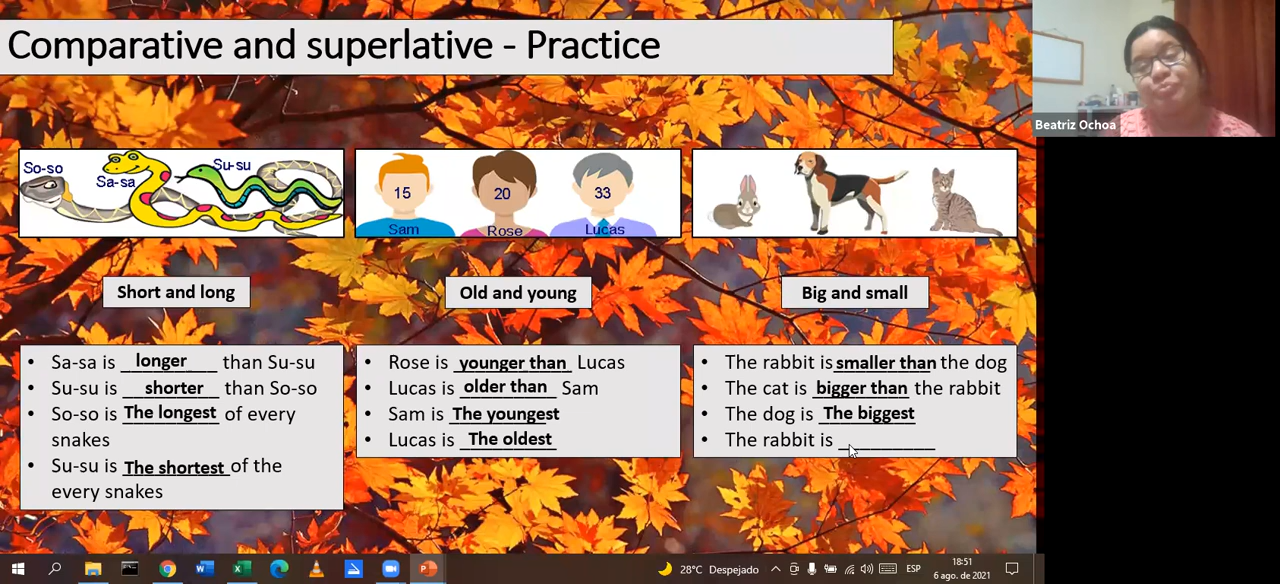 Comparative and superlative - Practice
Beatriz Ochoa
So-so
Sa-sa
Su-su
15
20
33
Sam
Rose
Lucas
Short and long
Old and young
Big and small
• Sa-sa is longer than Su-su
• Su-su is shorter than So-so
• So-so is The longest of every
snakes
• Su-su is The shortest of the
every snakes
• Rose is younger than Lucas
• Lucas is older than Sam
• Sam is The youngest
• Lucas is The oldest
• The rabbit is smaller than the dog
• The cat is bigger than the rabbit
• The dog is The biggest
• The rabbit is _________
28°C Despejado
ESP
18:51
6 ago. de 2021